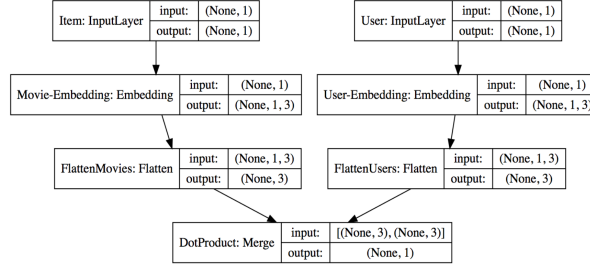 Item: InputLayer
input: (None, 1)
output: (None, 1)
User: InputLayer
input: (None, 1)
output: (None, 1)
Movie-Embedding: Embedding
input: (None, 1)
output: (None, 1, 3)
User-Embedding: Embedding
input: (None, 1)
output: (None, 1, 3)
FlattenMovies: Flatten
input: (None, 1, 3)
output: (None, 3)
FlattenUsers: Flatten
input: (None, 1, 3)
output: (None, 3)
DotProduct: Merge
input: [(None, 3), (None, 3)]
output: (None, 1)